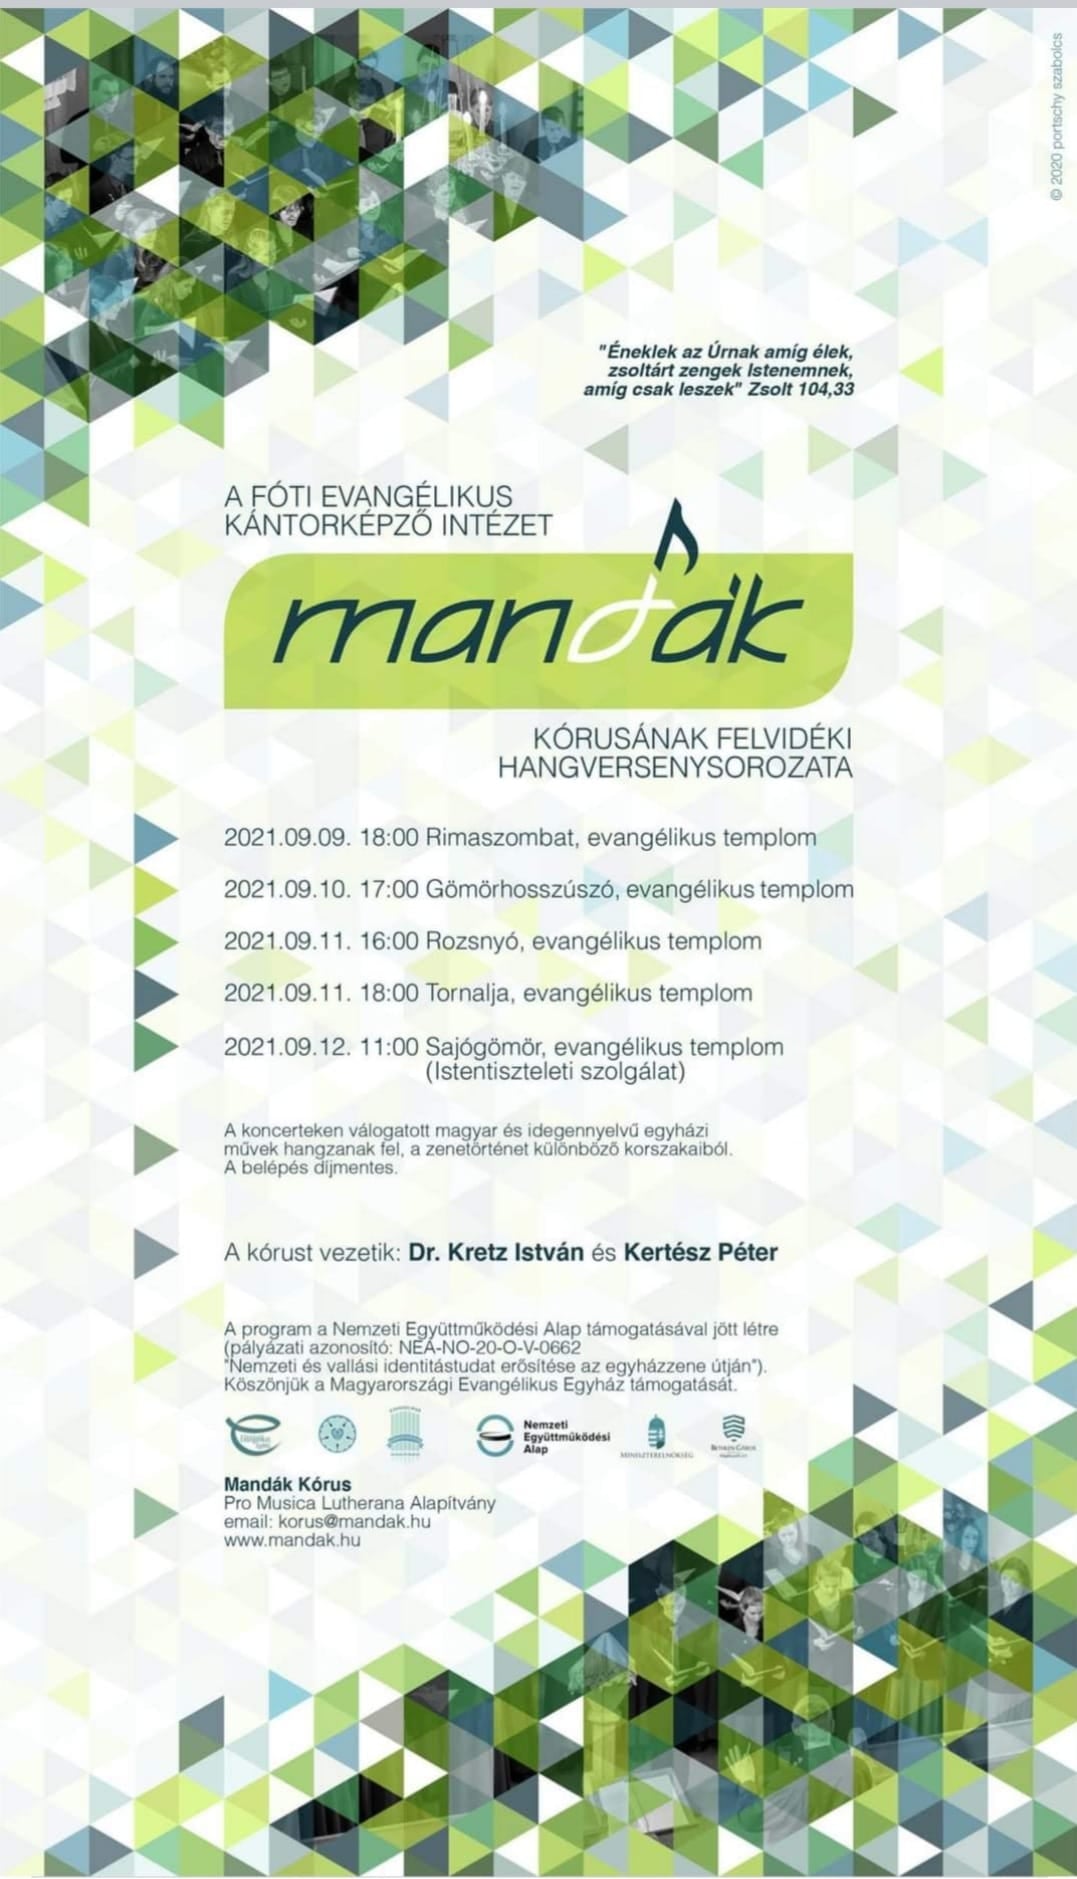 © 2020 portschy szabolcs
"Éneklek az Úrnak amíg élek,
zsoltárt zengek Istenemnek,
amíg csak leszek" Zsolt 104,33
A FÓTI EVANGÉLIKUS
KÁNTORKÉPZŐ INTÉZET
mandák
KÓRUSÁNAK FELVIDÉKI
HANGVERSENYSOROZATA
2021.09.09. 18:00 Rimaszombat, evangélikus templom
2021.09.10. 17:00 Gömörhosszúszó, evangélikus templom
2021.09.11. 16:00 Rozsnyó, evangélikus templom
2021.09.11. 18:00 Tornalja, evangélikus templom
2021.09.12. 11:00 Sajógömör, evangélikus templom
(Istentiszteleti szolgálat)
A koncerteken válogatott magyar és idegennyelvű egyházi
művek hangzanak fel, a zenetörténet különböző korszakaiból.
A belépés díjmentes.
A kórust vezetik: Dr. Kretz István és Kertész Péter
A program a Nemzeti Együttműködési Alap támogatásával jött létre
(pályázati azonosító: NEA-NO-20-O-V-0662
"Nemzeti és vallási identitástudat erősítése az egyházzene útján").
Köszönjük a Magyarországi Evangélikus Egyház támogatását.
Nemzeti
Együttműködési
Alap
MINISZTERELNÖKSÉG
BETHLEN GÁBOR
Mandák Kórus
Pro Musica Lutherana Alapítvány
email: korus@mandak.hu
www.mandak.hu